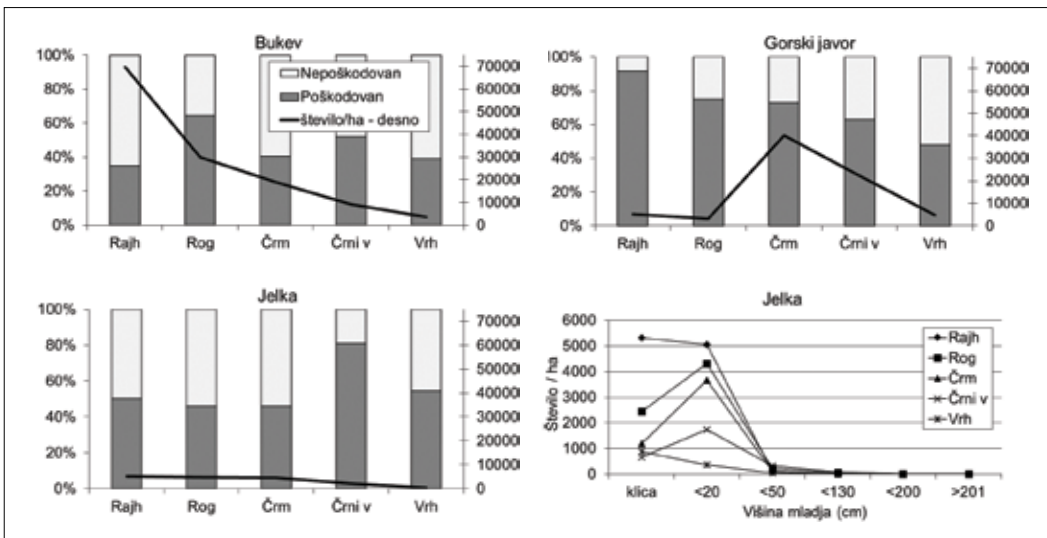 Bukev
100%
80%
60%
40%
20%
0%
Nepoškodovan
Poškodovan
število/ha - desno
70000
60000
50000
40000
30000
20000
10000
0
Rajh Rog Črm Črni v Vrh
Gorski javor
100%
80%
60%
40%
20%
0%
70000
60000
50000
40000
30000
20000
10000
0
Rajh Rog Črm Črni v Vrh
Jelka
100%
80%
60%
40%
20%
0%
70000
60000
50000
40000
30000
20000
10000
0
Rajh Rog Črm Črni v Vrh
Jelka
Število / ha
6000
5000
4000
3000
2000
1000
0
Rajh
Rog
Črm
Črni v
Vrh
klica <20 <50 <130 <200 >201
Višina mladja (cm)